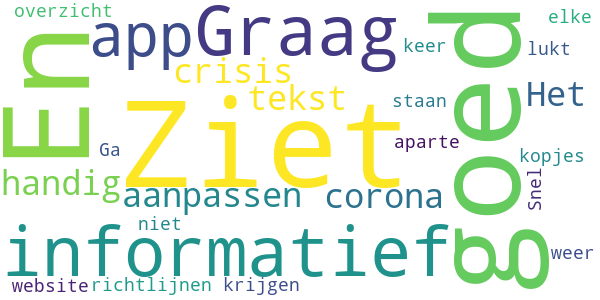 overzicht
app
Graag
elke
keer
lukt
En
crisis
tekst
goed
staan
Het
Ziet
aparte
Ga
kopjes
handig
aanpassen
corona
Snel
niet
informatief
weer
website
richtlijnen
krijgen